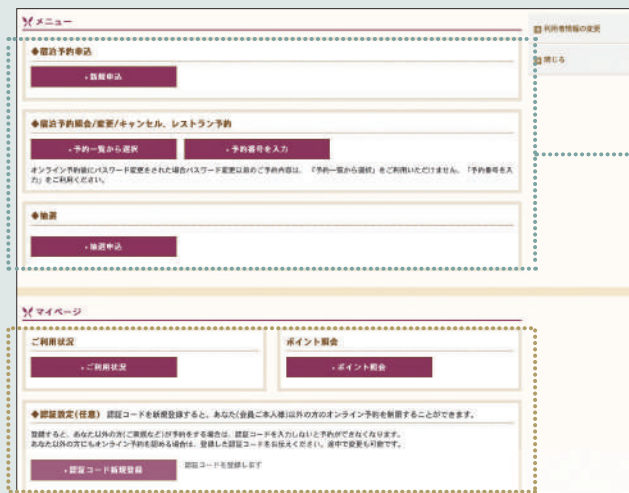 メニュー
利用者情報の変更
閉じる
◆宿泊予約申込
・新規申込
◆宿泊予約照会/変更/キャンセル、レストラン予約
・予約一覧から選択
・予約番号を入力
オンライン予約後にパスワード変更をされた場合パスワード変更以前のご予約内容は、「予約一覧から選択」をご利用いただけません。「予約番号を入
力」をご利用ください。
◆抽選
・抽選申込
マイページ
ご利用状況
・ご利用状況
ポイント照会
・ポイント照会
◆認証設定(任意) 認証コードを新規登録すると、あなた(会員ご本人様)以外の方のオンライン予約を制限することができます。
登録すると、あなた以外の方(ご家族など)が予約をする場合は、認証コードを入力しないと予約ができなくなります。
あなた以外の方にもオンライン予約を認める場合は、登録した認証コードをお伝えください。途中で変更も可能です。
・認証コード新規登録
認証コードを登録します